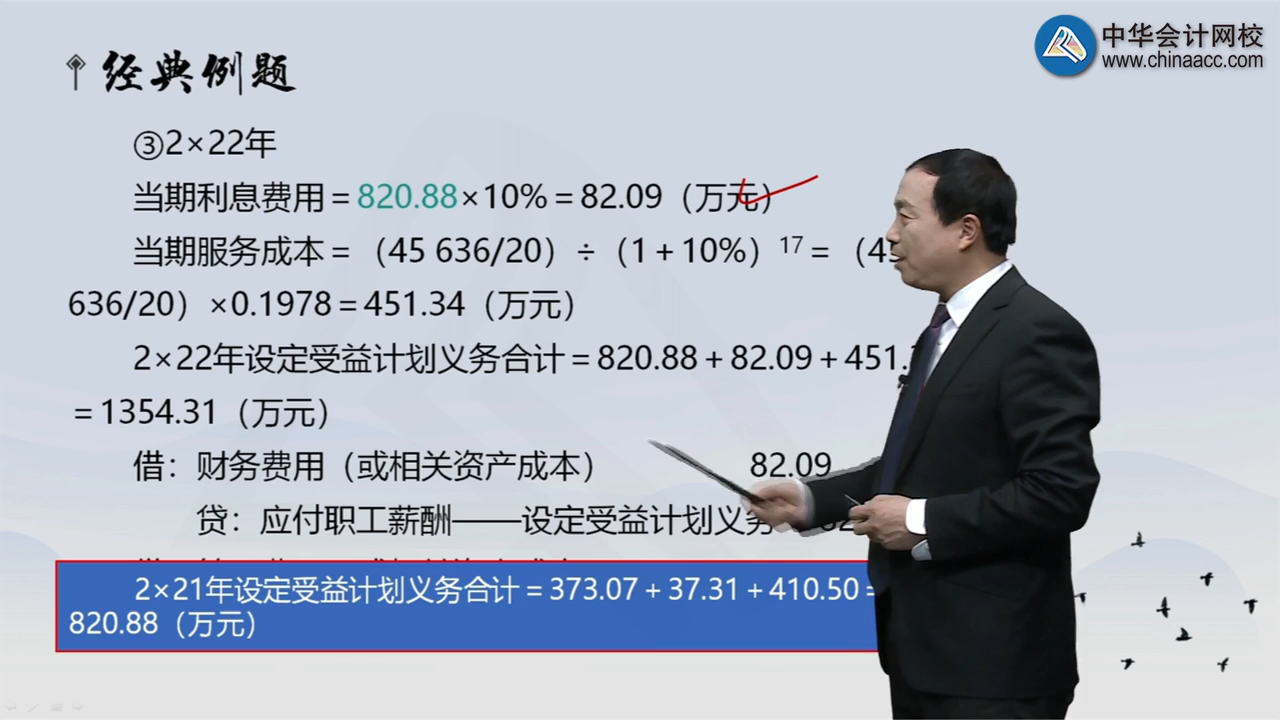 中华会计网校
www.chinaacc.com
经典例题
③2×22年
当期利息费用＝820.88×10%＝82.09（万元）
当期服务成本＝（45 636/20）÷（1＋10%）¹⁷＝（4
636/20）×0.1978＝451.34（万元）
2×22年设定受益计划义务合计＝820.88＋82.09＋451.
＝1354.31（万元）
借：财务费用（或相关资产成本） 82.09
贷：应付职工薪酬——设定受益计划义务
2×21年设定受益计划义务合计＝373.07＋37.31＋410.50＝
820.88（万元）